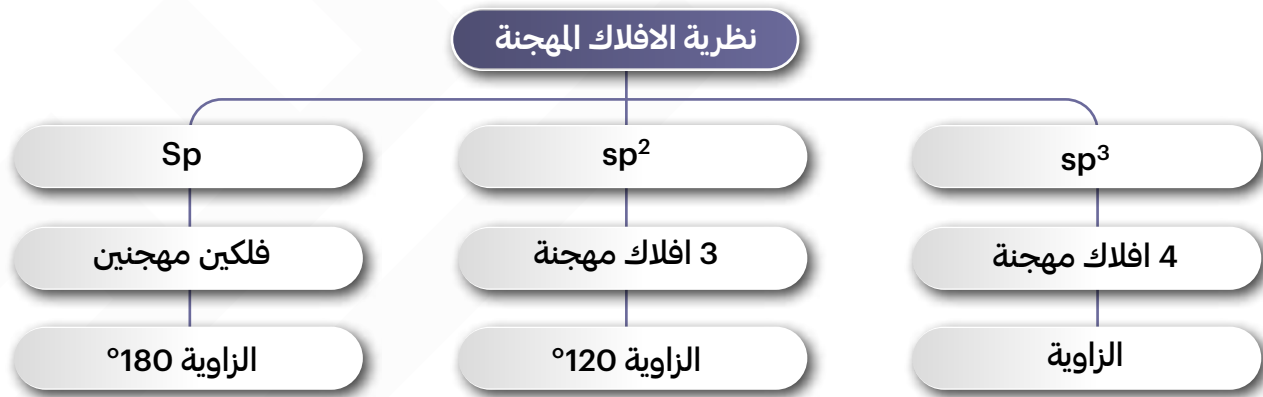 نظرية الافلاك المهجنة
sp³
sp²
Sp
4 افلاك مهجنة
3 افلاك مهجنة
فلكين مهجنين
الزاوية
الزاوية 120°
الزاوية 180°